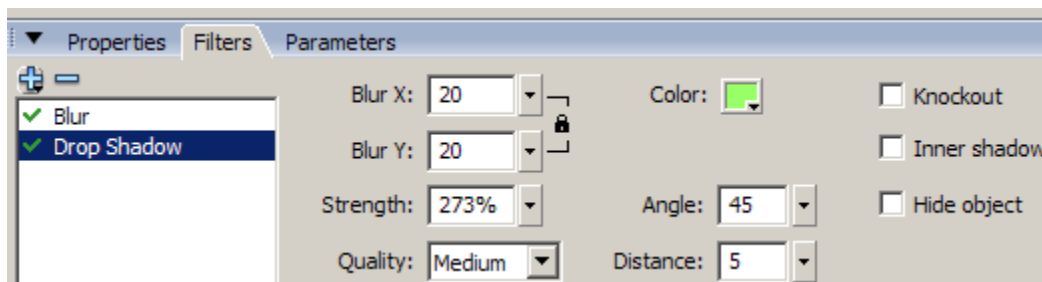 Properties Filters Parameters
Blur
Drop Shadow
Blur X: 20 Color: Knockout
Blur Y: 20 Inner shadow
Strength: 273% Angle: 45 Hide object
Quality: Medium Distance: 5